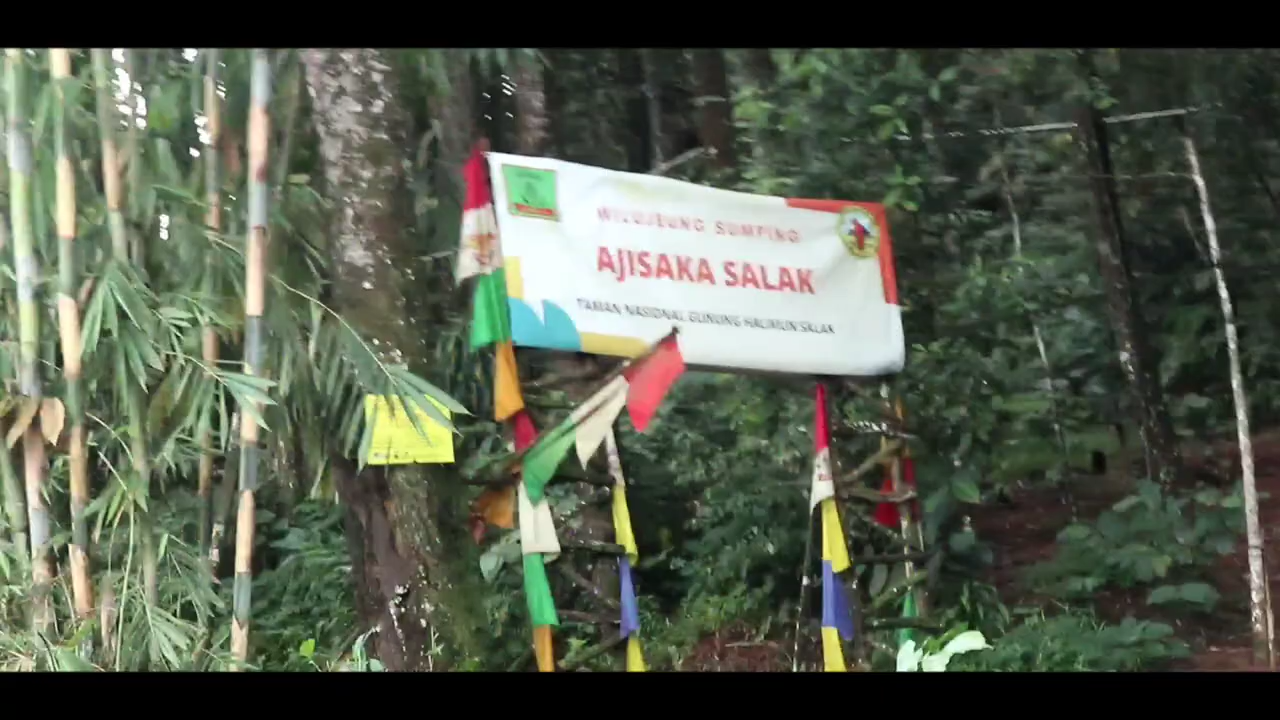 WILUJEUNG SUMPING
AJISAKA SALAK
TAMAN NASIONAL GUNUNG HALIMUN SALAK